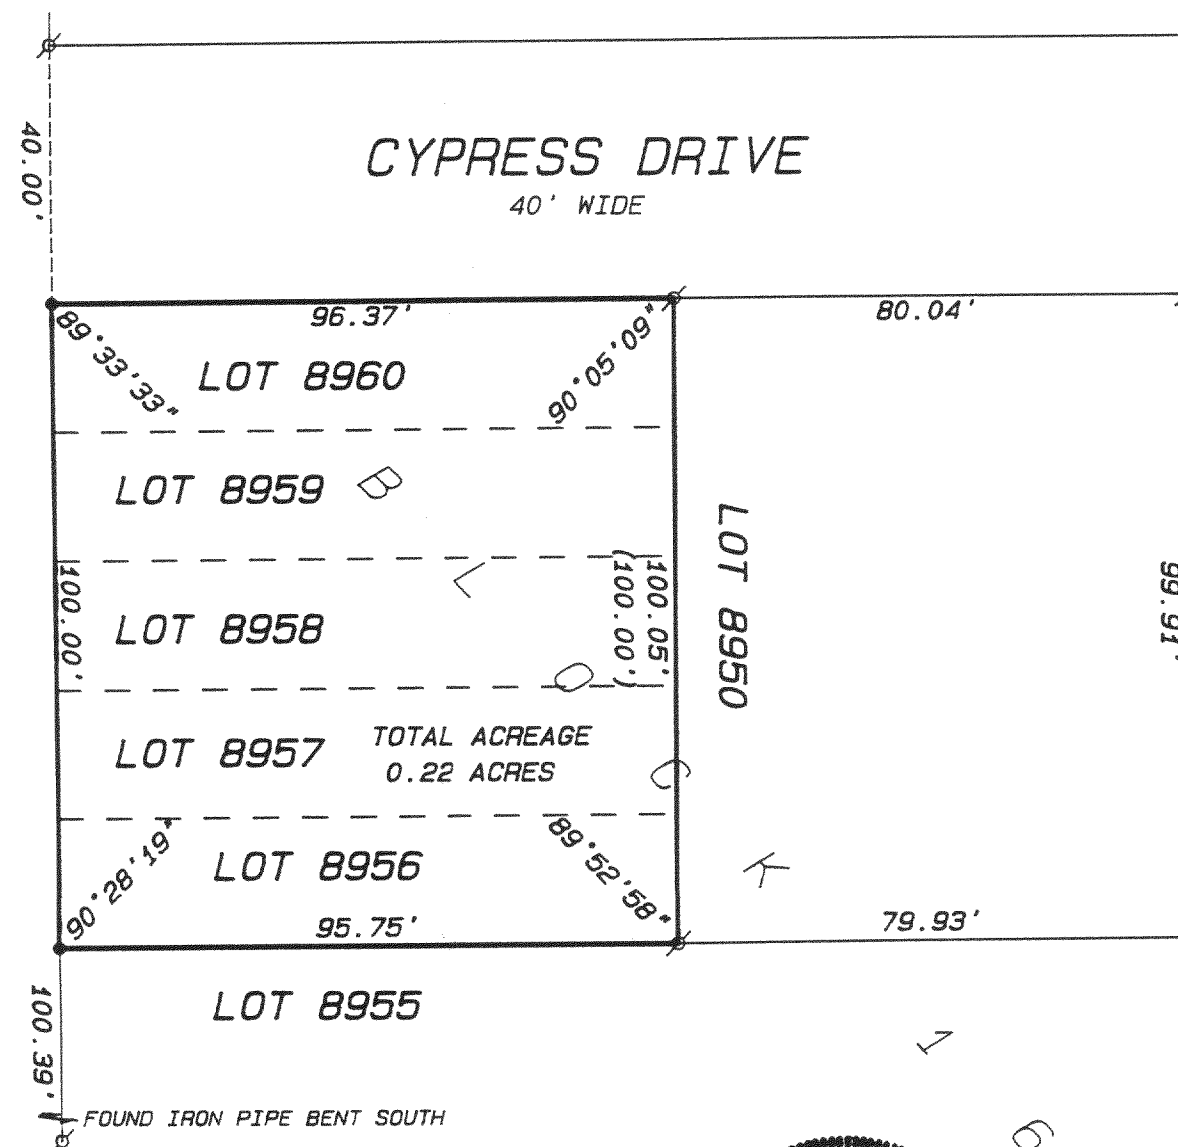 40.00'
CYPRESS DRIVE
40' WIDE
96.37'
80.04'
89°33'33"
90°05'09"
LOT 8960
LOT 8959
BLOCK 16
LOT 8950
100.00'
100.05'
(100.00')
99.91'
LOT 8958
LOT 8957
TOTAL ACREAGE
0.22 ACRES
90°28'19"
89°52'58"
LOT 8956
95.75'
79.93'
LOT 8955
100.39'
FOUND IRON PIPE BENT SOUTH